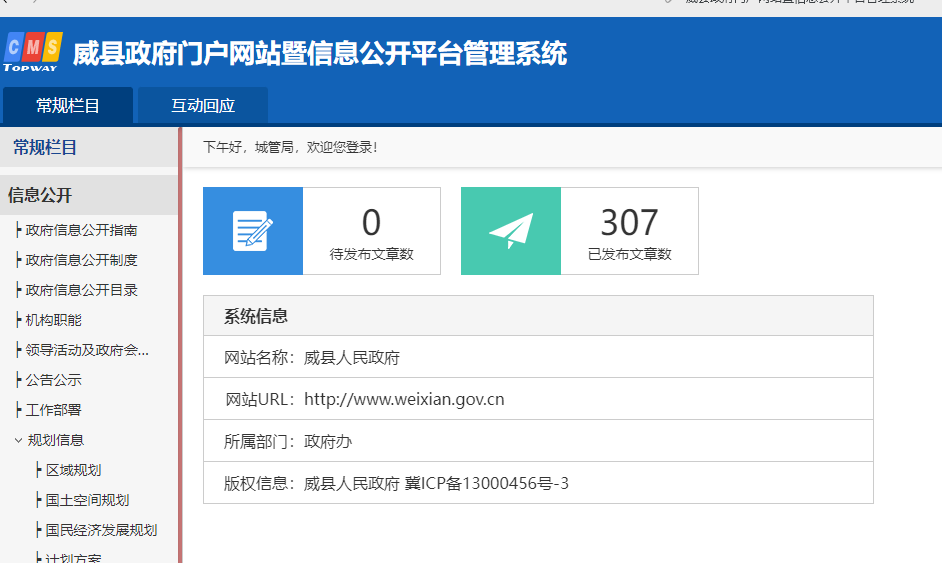 CMS
TOPWAY
威县政府门户网站暨信息公开平台管理系统
常规栏目
互动回应
常规栏目
下午好，城管局，欢迎您登录！
信息公开
政府信息公开指南
政府信息公开制度
政府信息公开目录
机构职能
领导活动及政府会...
公告公示
工作部署
规划信息
区域规划
国土空间规划
国民经济发展规划
计划方案
0
待发布文章数
307
已发布文章数
系统信息
网站名称：威县人民政府
网站URL：http://www.weixian.gov.cn
所属部门：政府办
版权信息：威县人民政府 冀ICP备13000456号-3